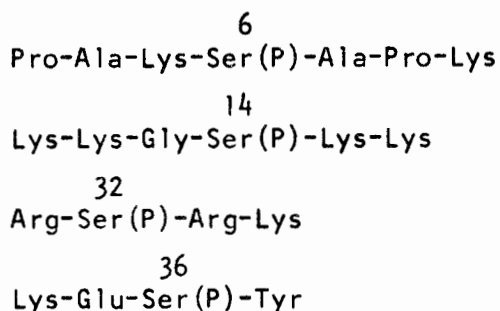 6
Pro-Ala-Lys-Ser(P)-Ala-Pro-Lys
14
Lys-Lys-Gly-Ser(P)-Lys-Lys
32
Arg-Ser(P)-Arg-Lys
36
Lys-Glu-Ser(P)-Tyr